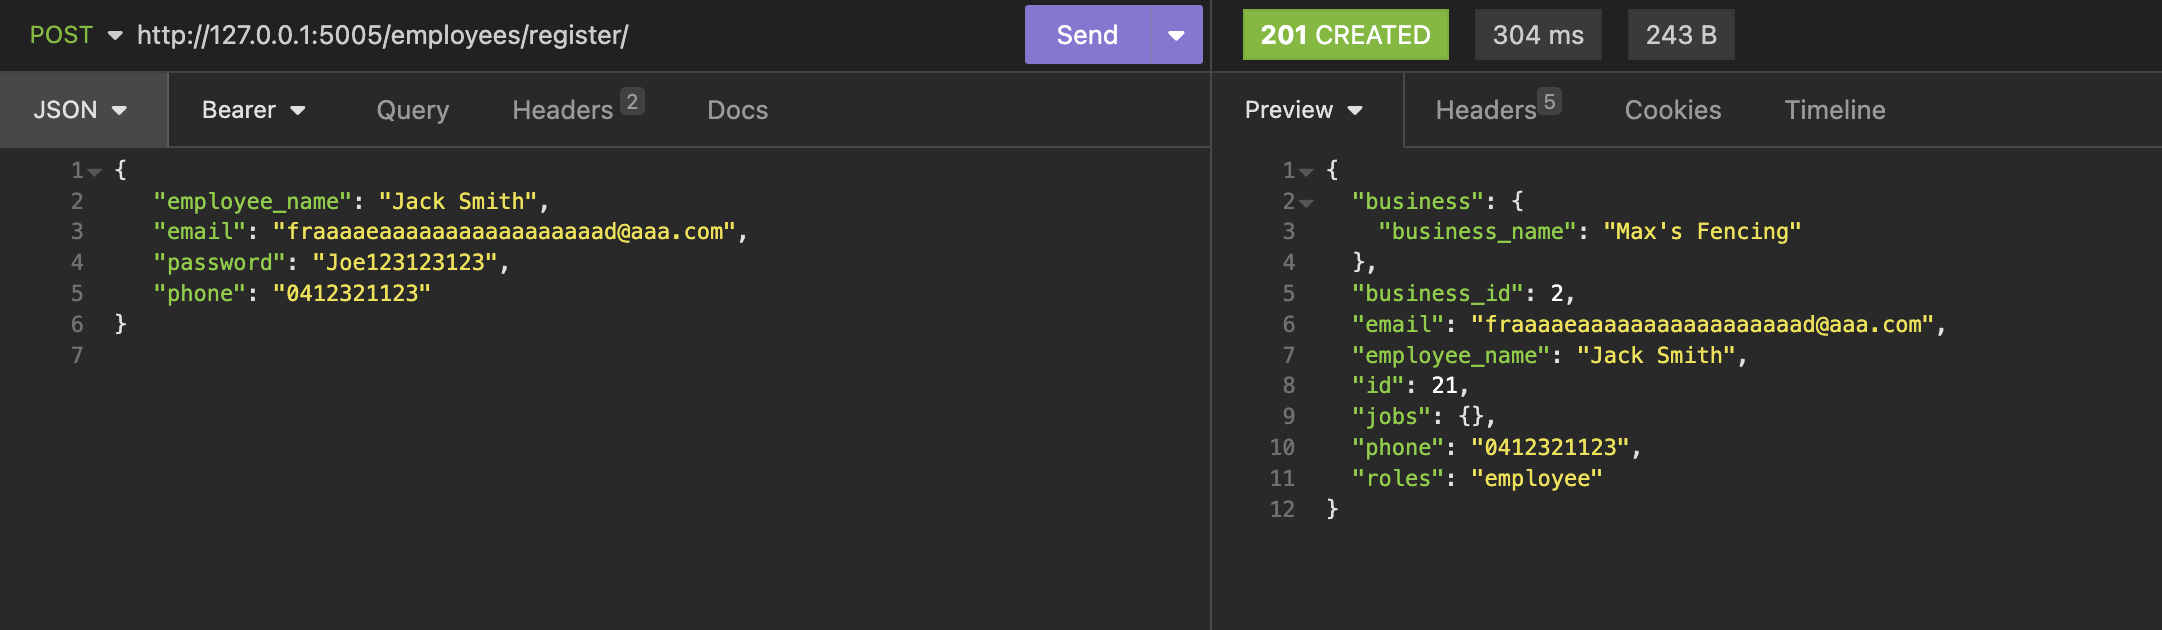 POST http://127.0.0.1:5005/employees/register/ Send
JSON Bearer Query Headers 2 Docs
1 {
2 "employee_name": "Jack Smith",
3 "email": "fraaaaeaaaaaaaaaaaaaaaaaad@aaa.com",
4 "password": "Joe123123123",
5 "phone": "0412321123"
6 }
7
201 CREATED 304 ms 243 B
Preview Headers 5 Cookies Timeline
1 {
2 "business": {
3 "business_name": "Max's Fencing"
4 },
5 "business_id": 2,
6 "email": "fraaaaeaaaaaaaaaaaaaaaaaad@aaa.com",
7 "employee_name": "Jack Smith",
8 "id": 21,
9 "jobs": {},
10 "phone": "0412321123",
11 "roles": "employee"
12 }